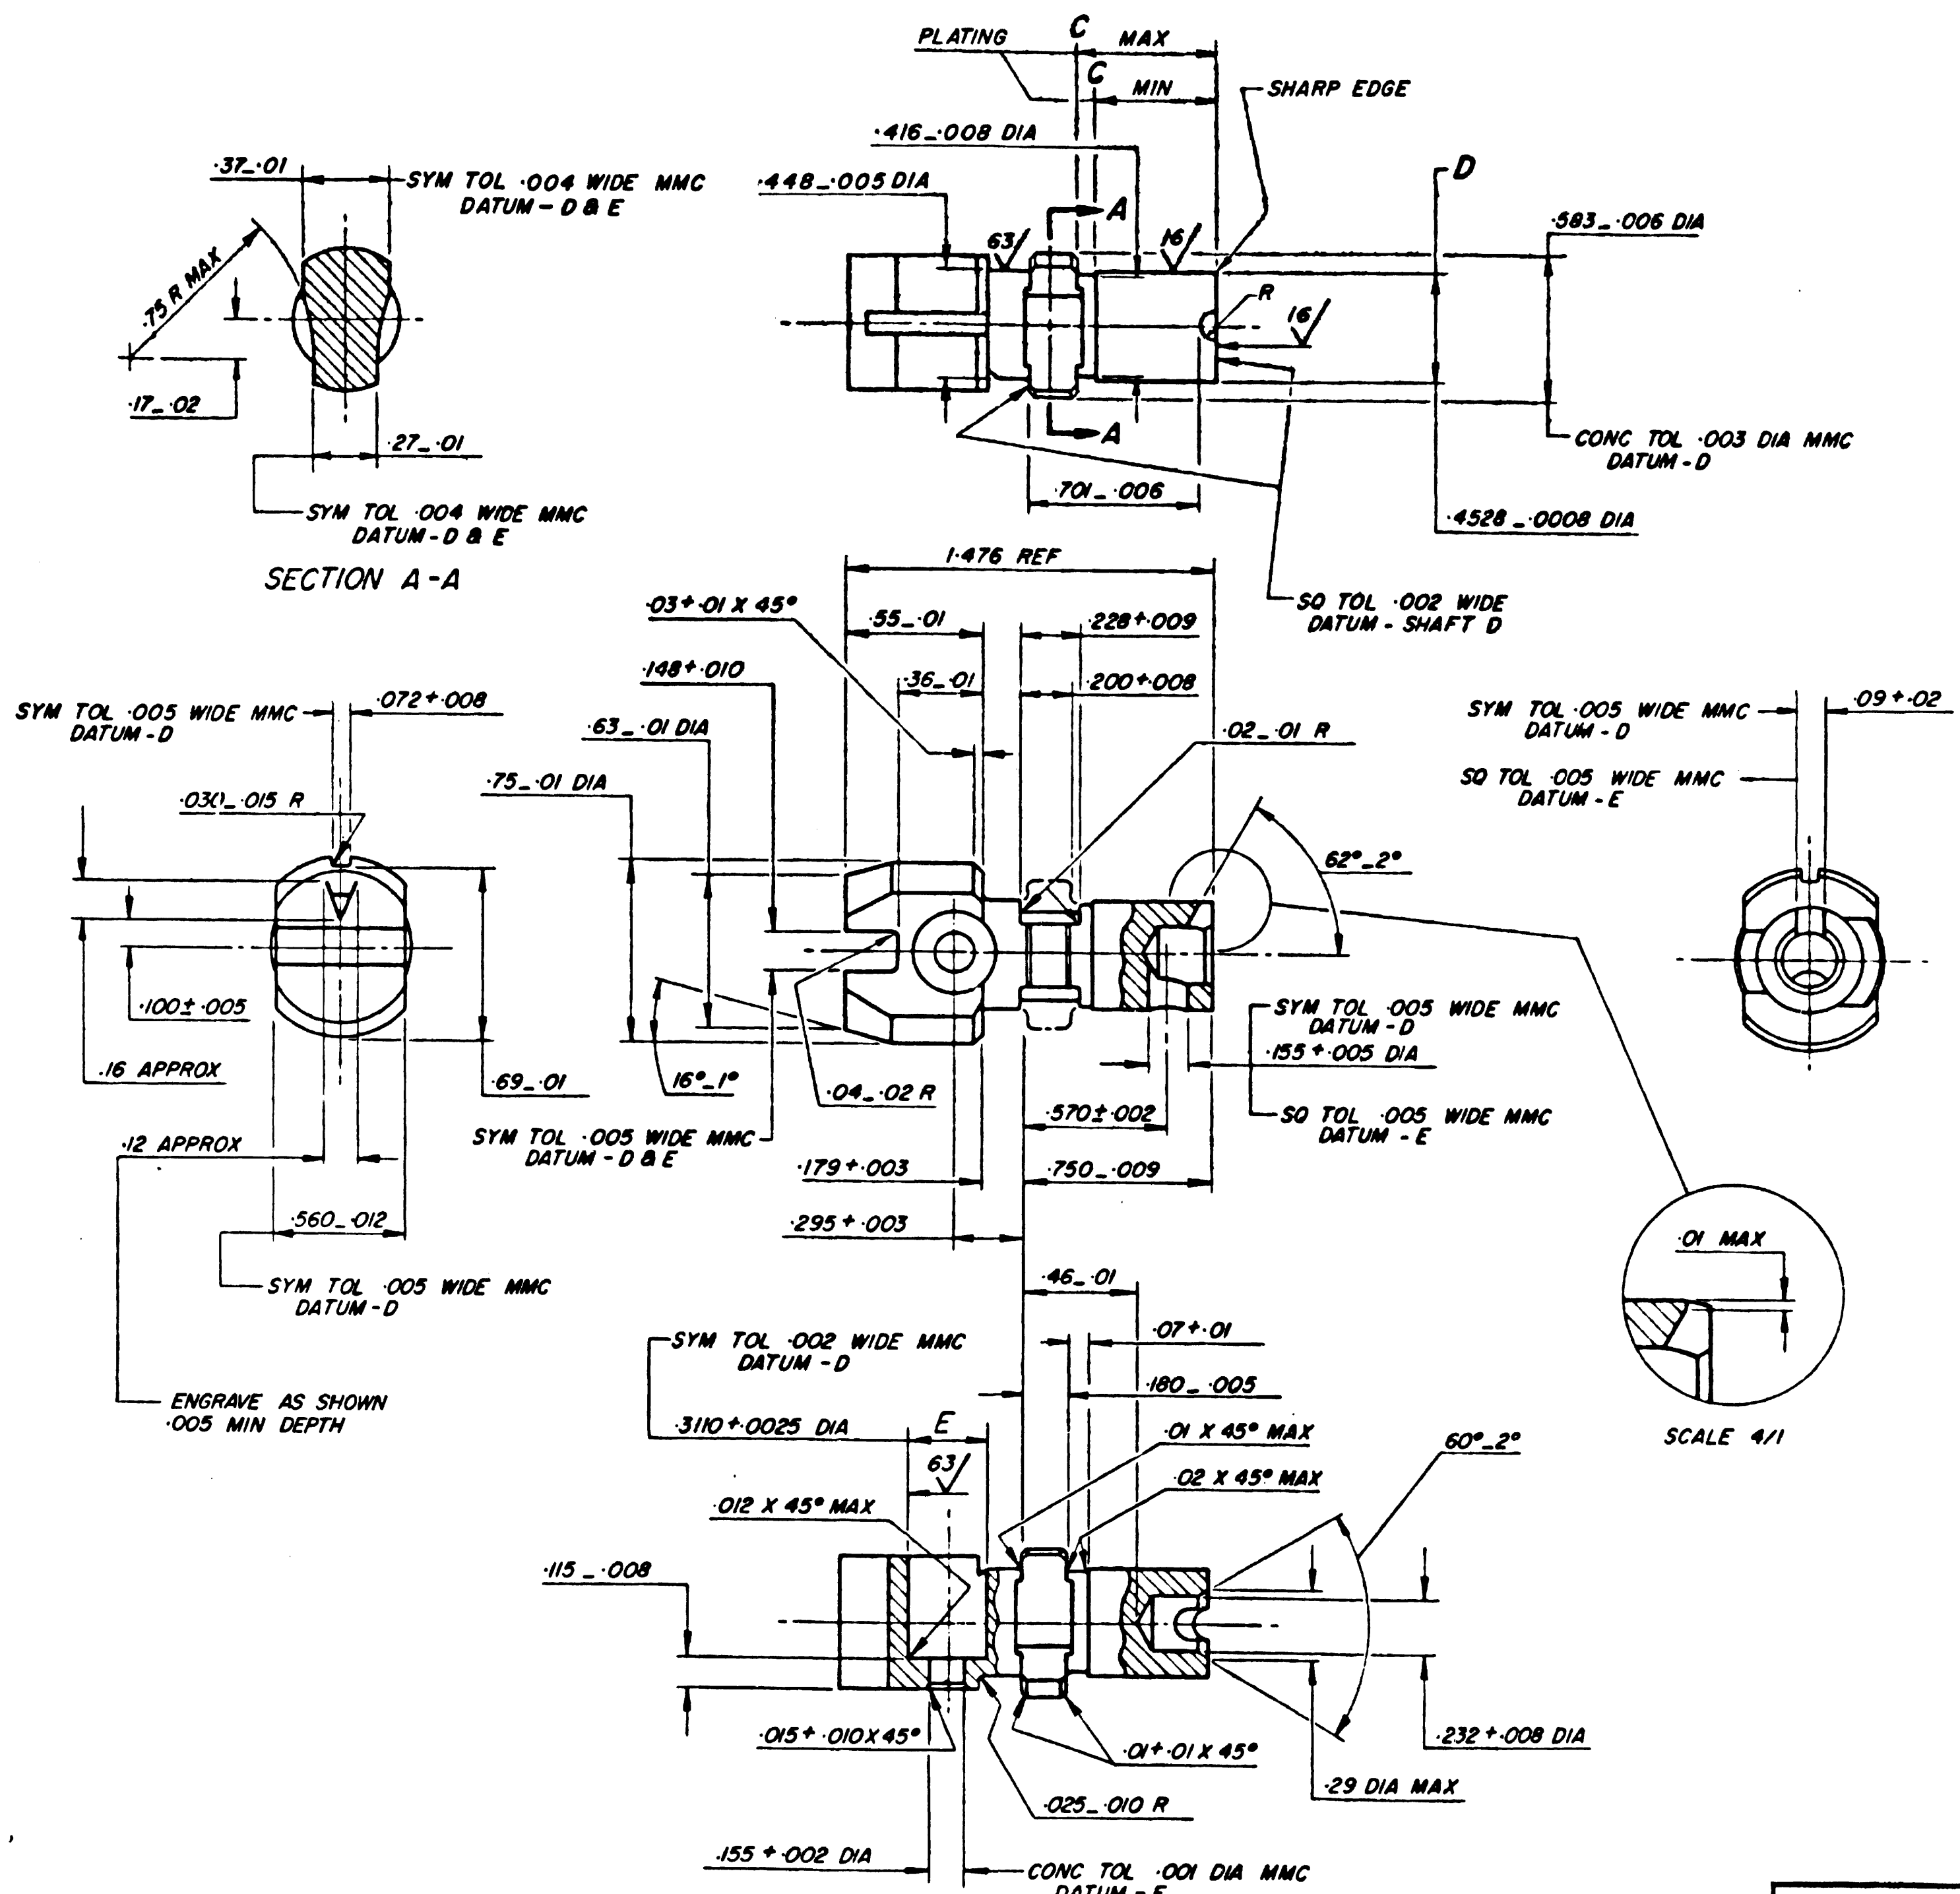 C
PLATING
MAX
C
MIN
SHARP EDGE
.416_.008 DIA
.37_.01
SYM TOL .004 WIDE MMC
DATUM - D & E
.448_.005 DIA
D
A
.583_.006 DIA
63
16
.75 R MAX
R
16
.17_.02
A
.27_.01
CONC TOL .003 DIA MMC
DATUM - D
.701_.006
SYM TOL .004 WIDE MMC
DATUM - D & E
.4528_.0008 DIA
SECTION A-A
1.476 REF
.03+.01 X 45°
.55_.01
SQ TOL .002 WIDE
DATUM - SHAFT D
.228+.009
.148+.010
.36_.01
.200+.008
SYM TOL .005 WIDE MMC
DATUM - D
.072+.008
.63_.01 DIA
.02_.01 R
SYM TOL .005 WIDE MMC
DATUM - D
.09+.02
.030_.015 R
.75_.01 DIA
SQ TOL .005 WIDE MMC
DATUM - E
62°_2°
.100±.005
.16 APPROX
.69_.01
16°_1°
.04_.02 R
SYM TOL .005 WIDE MMC
DATUM - D
.155+.005 DIA
.12 APPROX
SYM TOL .005 WIDE MMC
DATUM - D & E
.570±.002
SQ TOL .005 WIDE MMC
DATUM - E
.179+.003
.750_.009
.560_.012
.295+.003
.01 MAX
SYM TOL .005 WIDE MMC
DATUM - D
.46_.01
SYM TOL .002 WIDE MMC
DATUM - D
.07+.01
.180_.005
ENGRAVE AS SHOWN
.005 MIN DEPTH
.3110+.0025 DIA
E
.01 X 45° MAX
60°_2°
SCALE 4/1
63
.02 X 45° MAX
.012 X 45° MAX
.115_.008
.015+.010 X 45°
.01+.01 X 45°
.232+.008 DIA
.29 DIA MAX
.025_.010 R
.155+.002 DIA
CONC TOL .001 DIA MMC
DATUM - E